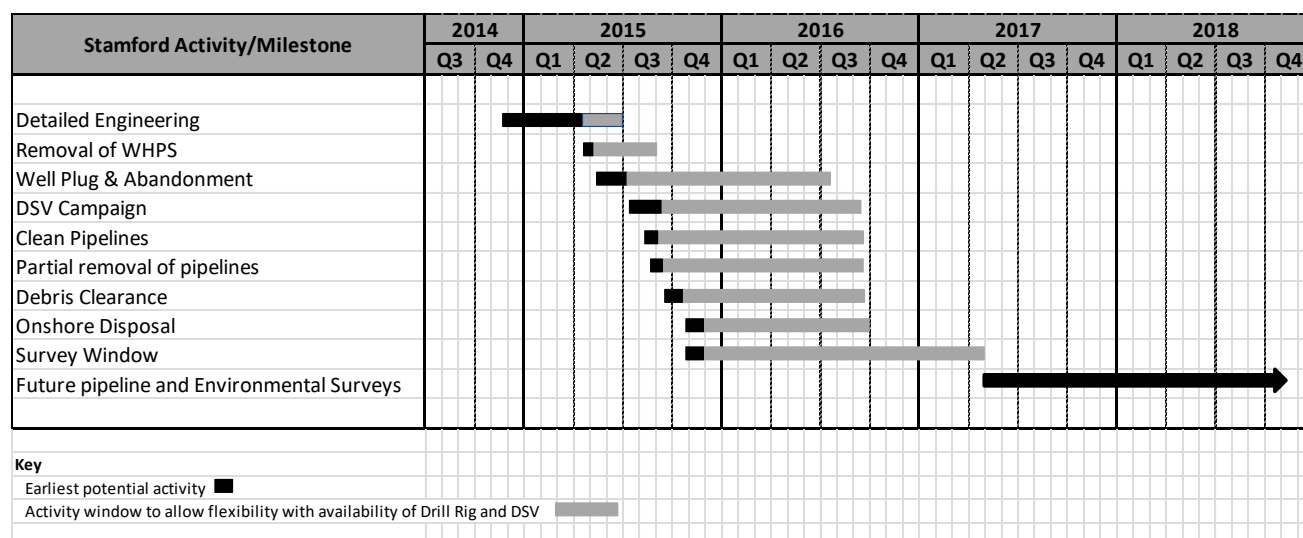 Stamford Activity/Milestone 2014 2015 2016 2017 2018
Q3 Q4 Q1 Q2 Q3 Q4 Q1 Q2 Q3 Q4 Q1 Q2 Q3 Q4 Q1 Q2 Q3 Q4
Detailed Engineering
Removal of WHPS
Well Plug & Abandonment
DSV Campaign
Clean Pipelines
Partial removal of pipelines
Debris Clearance
Onshore Disposal
Survey Window
Future pipeline and Environmental Surveys
Key
Earliest potential activity
Activity window to allow flexibility with availability of Drill Rig and DSV